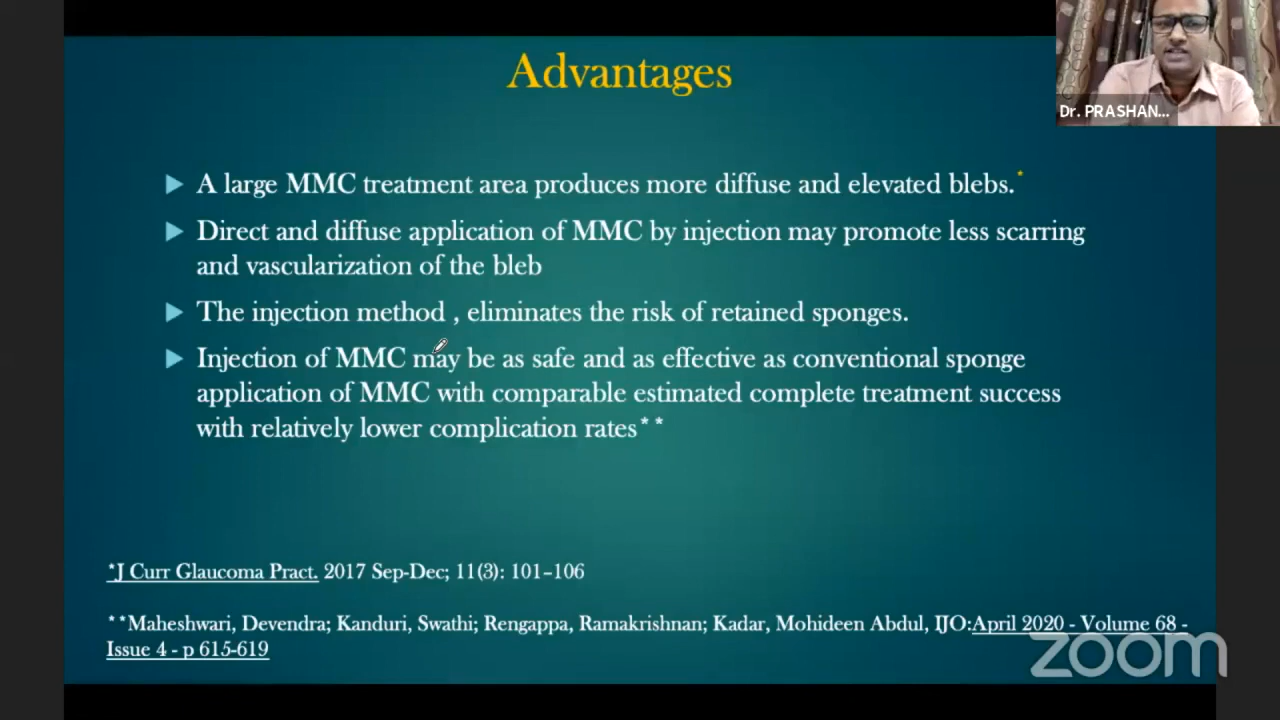 Advantages
Dr. PRASHAN...
A large MMC treatment area produces more diffuse and elevated blebs.*
Direct and diffuse application of MMC by injection may promote less scarring
and vascularization of the bleb
The injection method , eliminates the risk of retained sponges.
Injection of MMC may be as safe and as effective as conventional sponge
application of MMC with comparable estimated complete treatment success
with relatively lower complication rates**
*J Curr Glaucoma Pract. 2017 Sep-Dec; 11(3): 101–106
**Maheshwari, Devendra; Kanduri, Swathi; Rengappa, Ramakrishnan; Kadar, Mohideen Abdul, IJO:April 2020 - Volume 68 -
Issue 4 - p 615-619
zoom